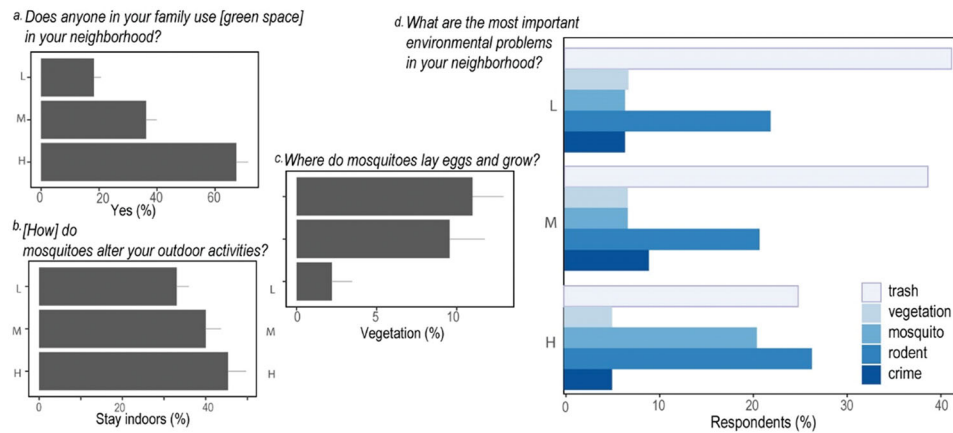 a. Does anyone in your family use [green space]
in your neighborhood?
L
M
H
0 20 40 60
Yes (%)
b. [How] do
mosquitoes alter your outdoor activities?
L
M
H
0 20 40
Stay indoors (%)
c. Where do mosquitoes lay eggs and grow?
L
M
H
0 5 10
Vegetation (%)
d. What are the most important
environmental problems
in your neighborhood?
L
M
H
trash
vegetation
mosquito
rodent
crime
0 10 20 30 40
Respondents (%)